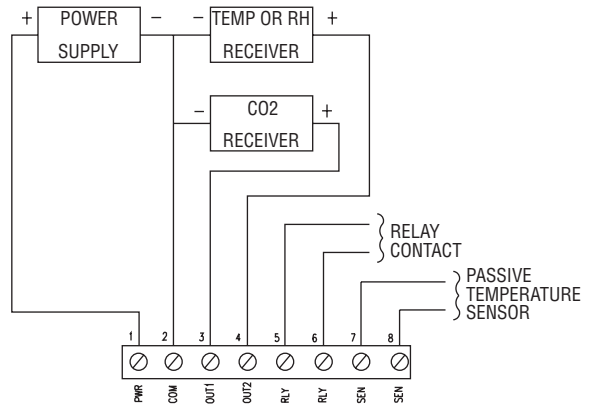 + POWER SUPPLY −
− TEMP OR RH RECEIVER +
− CO2 RECEIVER +
RELAY
CONTACT
PASSIVE
TEMPERATURE
SENSOR
1 2 3 4 5 6 7 8
PWR COM OUT1 OUT2 RLY RLY SEN SEN